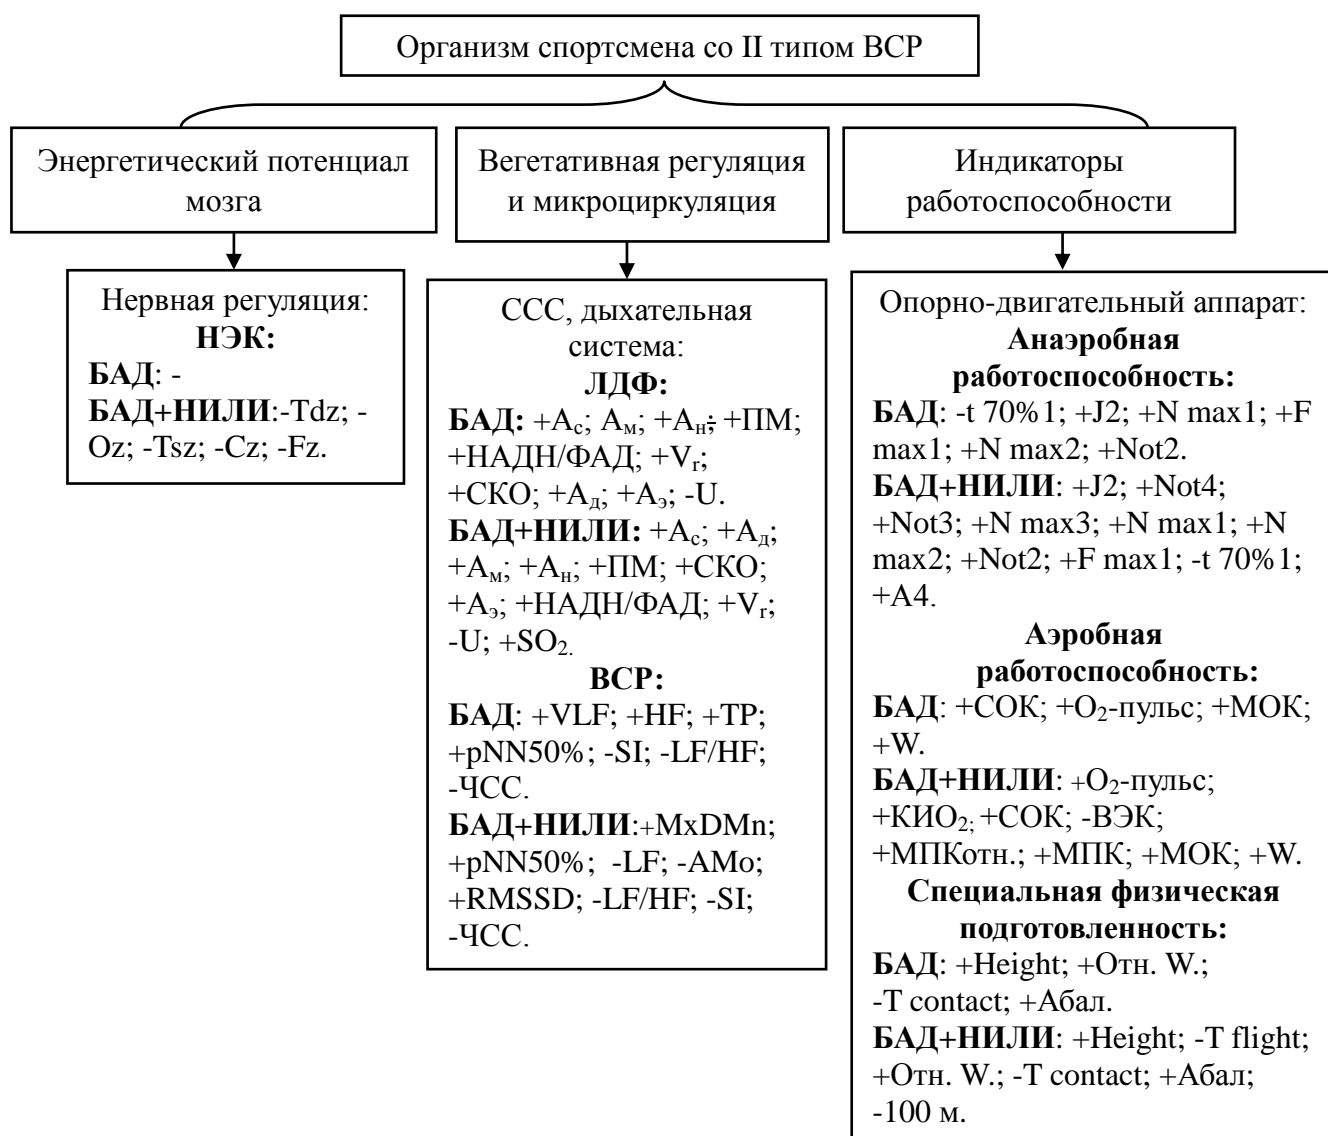 Организм спортсмена со II типом ВСР
Энергетический потенциал
мозга
Вегетативная регуляция
и микроциркуляция
Индикаторы
работоспособности
Нервная регуляция:
НЭК:
БАД: -
БАД+НИЛИ:-Tdz; -
Oz; -Tsz; -Cz; -Fz.
ССС, дыхательная
система:
ЛДФ:
БАД: +Ас; Ам; +Ан; +ПМ;
+НАДН/ФАД; +Vr;
+СКО; +Ад; +Аэ; -U.
БАД+НИЛИ: +Ас; +Ад;
+Ам; +Ан; +ПМ; +СКО;
+Аэ; +НАДН/ФАД; +Vr;
-U; +SO2.
ВСР:
БАД: +VLF; +HF; +TP;
+pNN50%; -SI; -LF/HF;
-ЧСС.
БАД+НИЛИ:+MxDMn;
+pNN50%; -LF; -AMo;
+RMSSD; -LF/HF; -SI;
-ЧСС.
Опорно-двигательный аппарат:
Анаэробная
работоспособность:
БАД: -t 70%1; +J2; +N max1; +F
max1; +N max2; +Not2.
БАД+НИЛИ: +J2; +Not4;
+Not3; +N max3; +N max1; +N
max2; +Not2; +F max1; -t 70%1;
+A4.
Аэробная
работоспособность:
БАД: +СОК; +O2-пульс; +МОК;
+W.
БАД+НИЛИ: +O2-пульс;
+КИО2; +СОК; -ВЭК;
+МПКотн.; +МПК; +МОК; +W.
Специальная физическая
подготовленность:
БАД: +Height; +Отн. W.;
-T contact; +Абал.
БАД+НИЛИ: +Height; -T flight;
+Отн. W.; -T contact; +Абал;
-100 м.